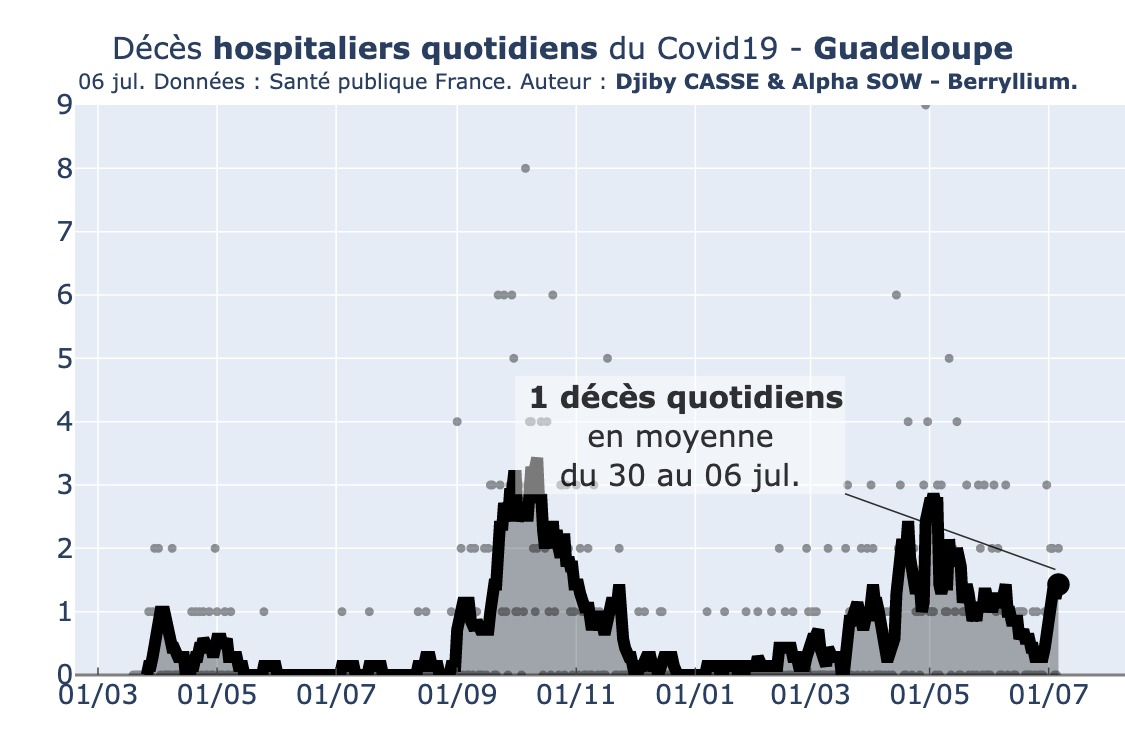 Décès hospitaliers quotidiens du Covid19 - Guadeloupe
06 jul. Données : Santé publique France. Auteur : Djiby CASSE & Alpha SOW - Berryllium.
9
8
7
6
5
4
3
2
1
0
1 décès quotidiens
en moyenne
du 30 au 06 jul.
01/03 01/05 01/07 01/09 01/11 01/01 01/03 01/05 01/07